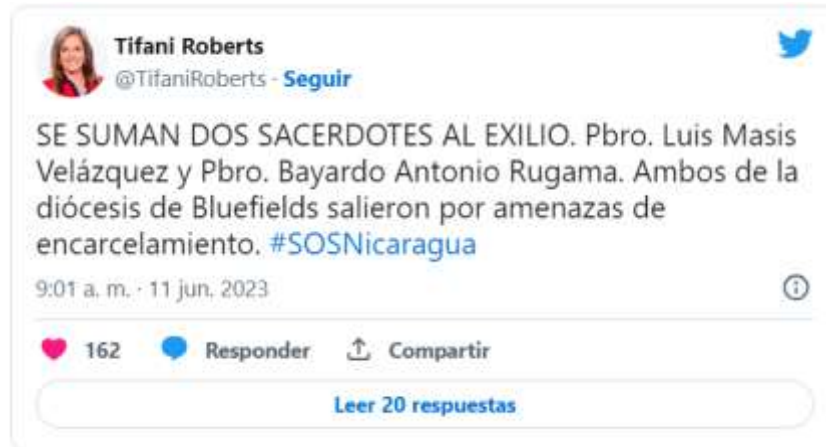 Tifani Roberts
@TifaniRoberts · Seguir
SE SUMAN DOS SACERDOTES AL EXILIO. Pbro. Luis Masis
Velázquez y Pbro. Bayardo Antonio Rugama. Ambos de la
diócesis de Bluefields salieron por amenazas de
encarcelamiento. #SOSNicaragua
9:01 a. m. · 11 jun. 2023
162 Responder Compartir
Leer 20 respuestas